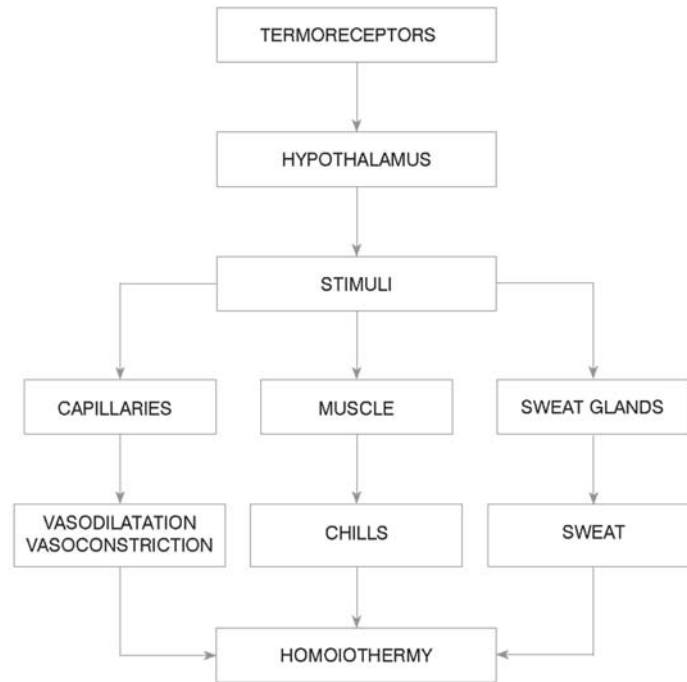 TERMORECEPTORS
HYPOTHALAMUS
STIMULI
CAPILLARIES
MUSCLE
SWEAT GLANDS
VASODILATATION
VASOCONSTRICTION
CHILLS
SWEAT
HOMOIOTHERMY